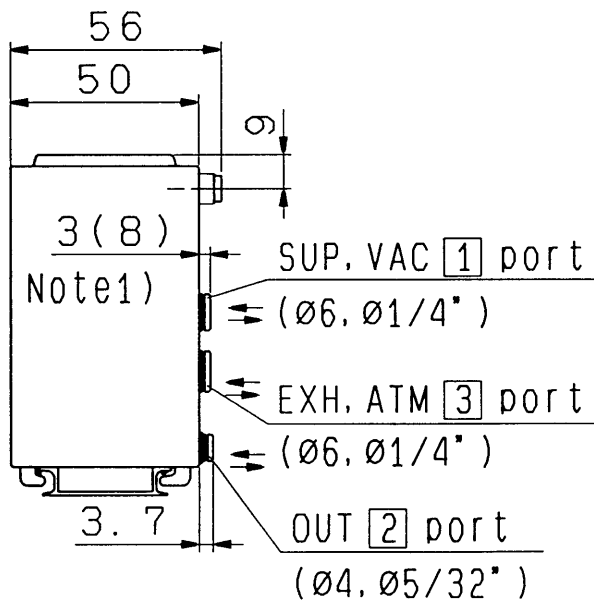 56
50
9
3(8)
Note1)
SUP. VAC 1 port
(Ø6, Ø1/4")
EXH. ATM 3 port
(Ø6, Ø1/4")
3.7
OUT 2 port
(Ø4, Ø5/32")